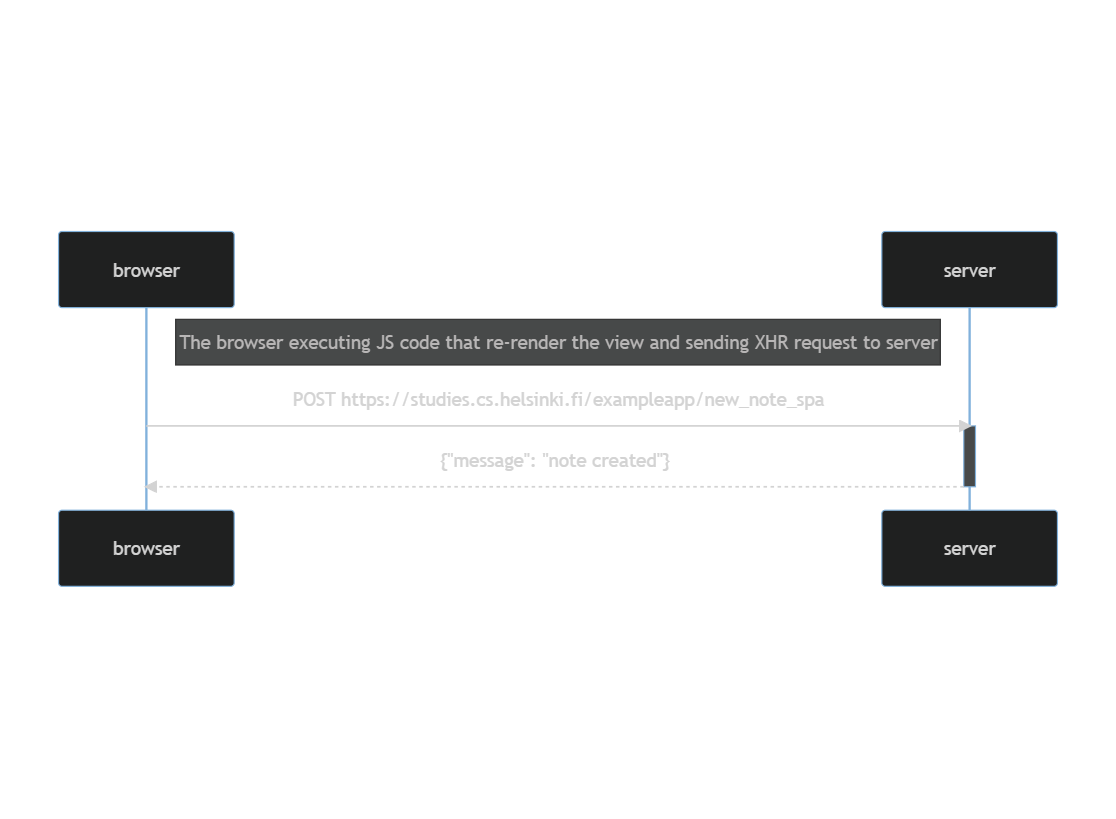 browser
server
The browser executing JS code that re-render the view and sending XHR request to server
POST https://studies.cs.helsinki.fi/exampleapp/new_note_spa
{"message": "note created"}
browser
server